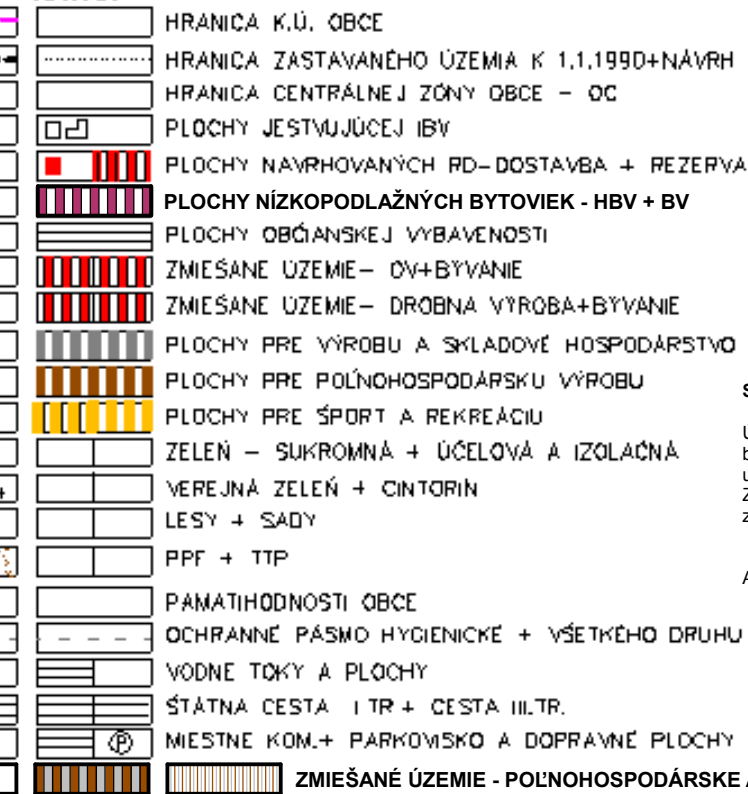 HRANICA K.Ú. OBCE
HRANICA ZASTAVANÉHO ÚZEMIA K 1.1.1990+NÁVRH
HRANICA CENTRÁLNEJ ZÓNY OBCE – OC
PLOCHY JESTVUJÚCEJ IBV
PLOCHY NAVRHOVANÝCH RD–DOSTAVBA + REZERVA
PLOCHY NÍZKOPODLAŽNÝCH BYTOVIEK - HBV + BV
PLOCHY OBČIANSKEJ VYBAVENOSTI
ZMIEŠANÉ ÚZEMIE– OV+BÝVANIE
ZMIEŠANÉ ÚZEMIE– DROBNÁ VÝROBA+BÝVANIE
PLOCHY PRE VÝROBU A SKLADOVÉ HOSPODÁRSTVO
PLOCHY PRE POĽNOHOSPODÁRSKU VÝROBU
PLOCHY PRE ŠPORT A REKREÁCIU
ZELEŇ – SÚKROMNÁ + ÚČELOVÁ A IZOLAČNÁ
VEREJNÁ ZELEŇ + CINTORÍN
LESY + SADY
PPF + TTP
PAMÄTIHODNOSTI OBCE
OCHRANNÉ PÁSMO HYGIENICKÉ + VŠETKÉHO DRUHU
VODNÉ TOKY A PLOCHY
ŠTÁTNA CESTA I TR + CESTA III.TR.
P MIESTNE KOM.+ PARKOVISKO A DOPRAVNÉ PLOCHY
ZMIEŠANÉ ÚZEMIE - POĽNOHOSPODÁRSKE